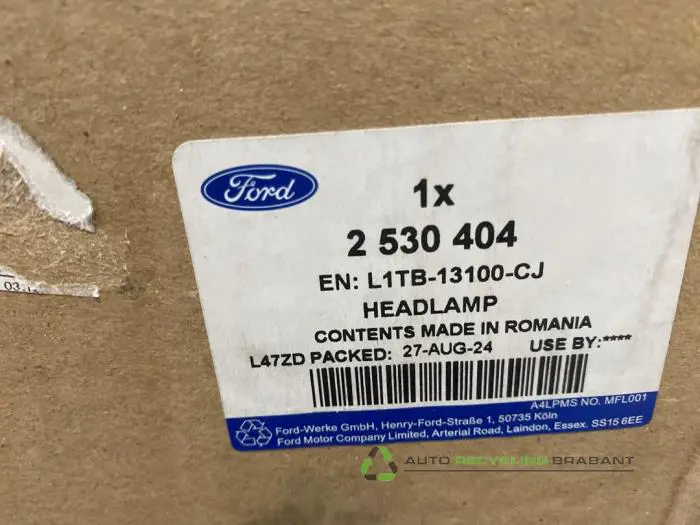 Ford
1x
2 530 404
EN: L1TB-13100-CJ
HEADLAMP
CONTENTS MADE IN ROMANIA
L47ZD PACKED: 27-AUG-24 USE BY:****
A4LPMS NO. MFL001
Ford-Werke GmbH, Henry-Ford-Straße 1, 50735 Köln
Ford Motor Company Limited, Arterial Road, Laindon, Essex. SS15 6EE
AUTO RECYCLING BRABANT